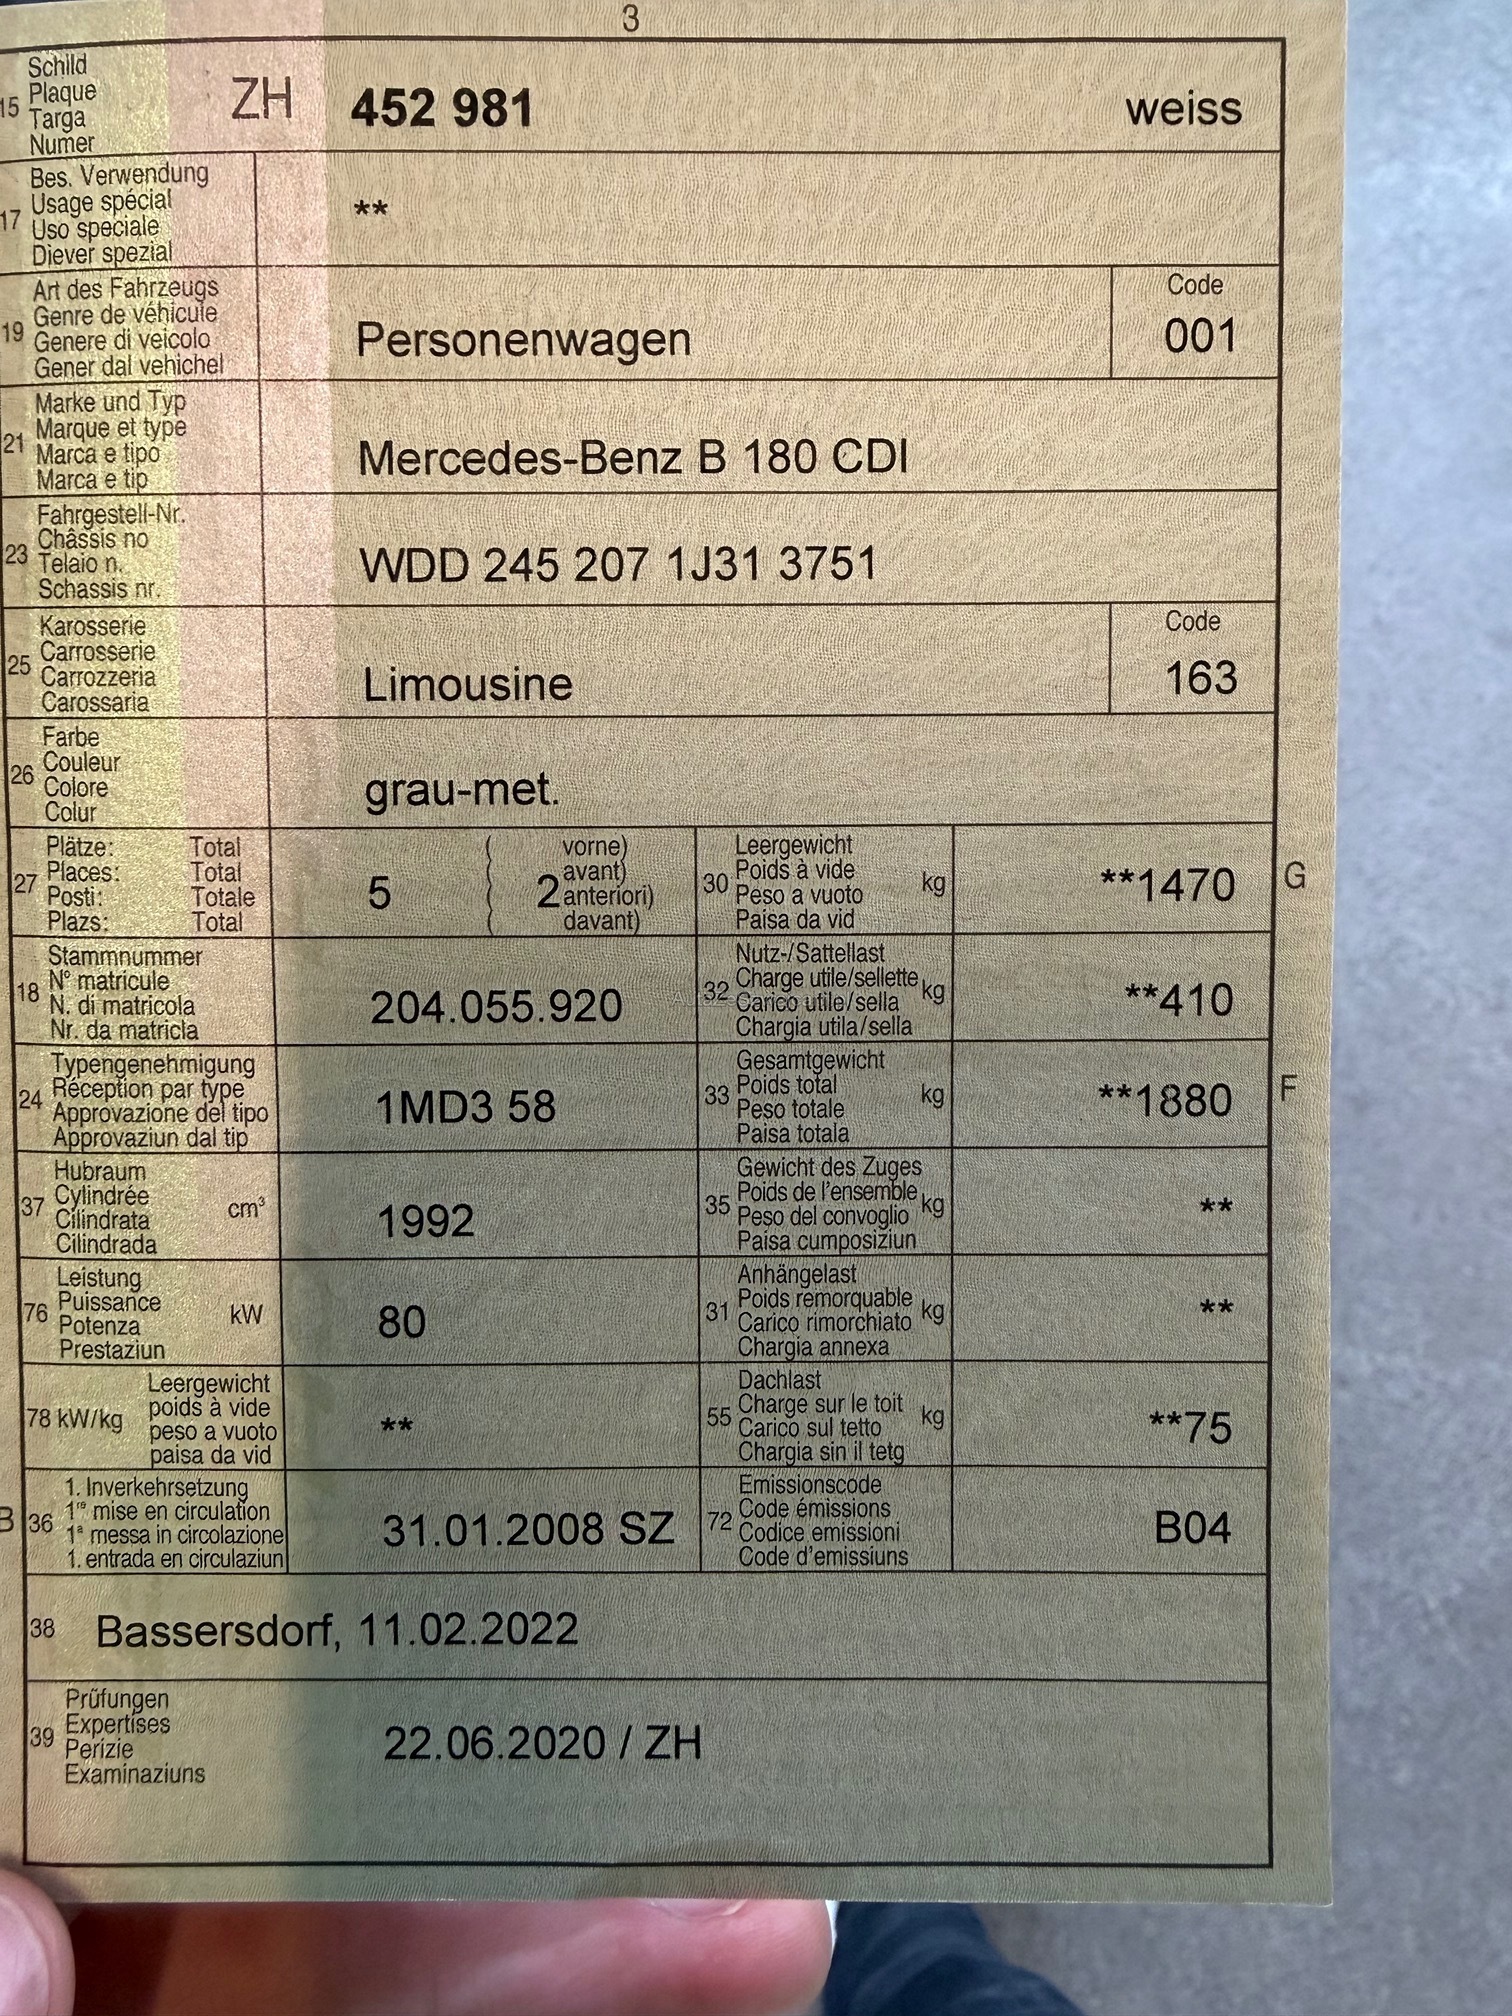 3
15 Schild
Plaque
Targa
Numer
ZH 452 981 weiss
17 Bes. Verwendung
Usage spécial
Uso speciale
Diever spezial
**
19 Art des Fahrzeugs
Genre de véhicule
Genere di veicolo
Gener dal vehichel
Personenwagen
Code
001
21 Marke und Typ
Marque et type
Marca e tipo
Marca e tip
Mercedes-Benz B 180 CDI
23 Fahrgestell-Nr.
Châssis no
Telaio n.
Schassis nr.
WDD 245 207 1J31 3751
25 Karosserie
Carrosserie
Carrozzeria
Carossaria
Limousine
Code
163
26 Farbe
Couleur
Colore
Colur
grau-met.
27 Plätze: Total
Places: Total
Posti: Totale
Plazs: Total
5 ( 2 vorne)
( avant)
( anteriori)
( davant)
30 Leergewicht
Poids à vide
Peso a vuoto
Paisa da vid
kg
**1470 G
18 Stammnummer
N° matricule
N. di matricola
Nr. da matricla
204.055.920
32 Nutz-/Sattellast
Charge utile/sellette
Carico utile/sella
Chargia utila/sella
kg
**410
24 Typengenehmigung
Réception par type
Approvazione del tipo
Approvaziun dal tip
1MD3 58
33 Gesamtgewicht
Poids total
Peso totale
Paisa totala
kg
**1880 F
37 Hubraum
Cylindrée
Cilindrata
Cilindrada
cm³
1992
35 Gewicht des Zuges
Poids de l'ensemble
Peso del convoglio
Paisa cumposiziun
kg
**
76 Leistung
Puissance
Potenza
Prestaziun
kW
80
31 Anhängelast
Poids remorquable
Carico rimorchiato
Chargia annexa
kg
**
78 kW/kg Leergewicht
poids à vide
peso a vuoto
paisa da vid
**
55 Dachlast
Charge sur le toit
Carico sul tetto
Chargia sin il tetg
kg
**75
B 36 1. Inverkehrsetzung
1re mise en circulation
1a messa in circolazione
1. entrada en circulaziun
31.01.2008 SZ
72 Emissionscode
Code émissions
Codice emissioni
Code d'emissiuns
B04
38 Bassersdorf, 11.02.2022
39 Prüfungen
Expertises
Perizie
Examinaziuns
22.06.2020 / ZH